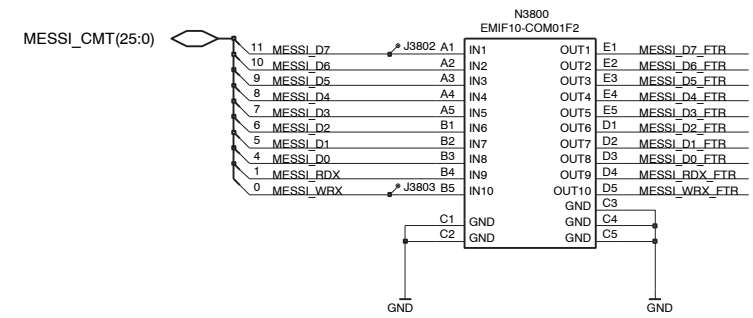 N3800
EMIF10-COM01F2
MESSI_CMT(25:0)
11 MESSI_D7 J3802 A1 IN1 OUT1 E1 MESSI_D7_FTR
10 MESSI_D6 A2 IN2 OUT2 E2 MESSI_D6_FTR
9 MESSI_D5 A3 IN3 OUT3 E3 MESSI_D5_FTR
8 MESSI_D4 A4 IN4 OUT4 E4 MESSI_D4_FTR
7 MESSI_D3 A5 IN5 OUT5 E5 MESSI_D3_FTR
6 MESSI_D2 B1 IN6 OUT6 D1 MESSI_D2_FTR
5 MESSI_D1 B2 IN7 OUT7 D2 MESSI_D1_FTR
4 MESSI_D0 B3 IN8 OUT8 D3 MESSI_D0_FTR
1 MESSI_RDX B4 IN9 OUT9 D4 MESSI_RDX_FTR
0 MESSI_WRX J3803 B5 IN10 OUT10 D5 MESSI_WRX_FTR
GND C3
C1 GND GND C4
C2 GND GND C5
GND GND